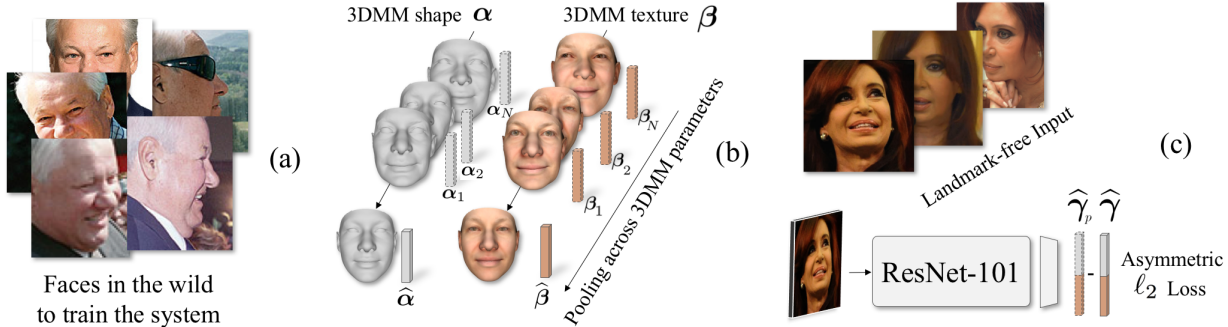 (a)
Faces in the wild
to train the system
3DMM shape α
3DMM texture β
α_N
β_N
α_2
β_2
α_1
β_1
α̂
β̂
Pooling across 3DMM parameters
(b)
Landmark-free Input
(c)
ResNet-101
γ̂_p - γ̂
Asymmetric
ℓ_2 Loss